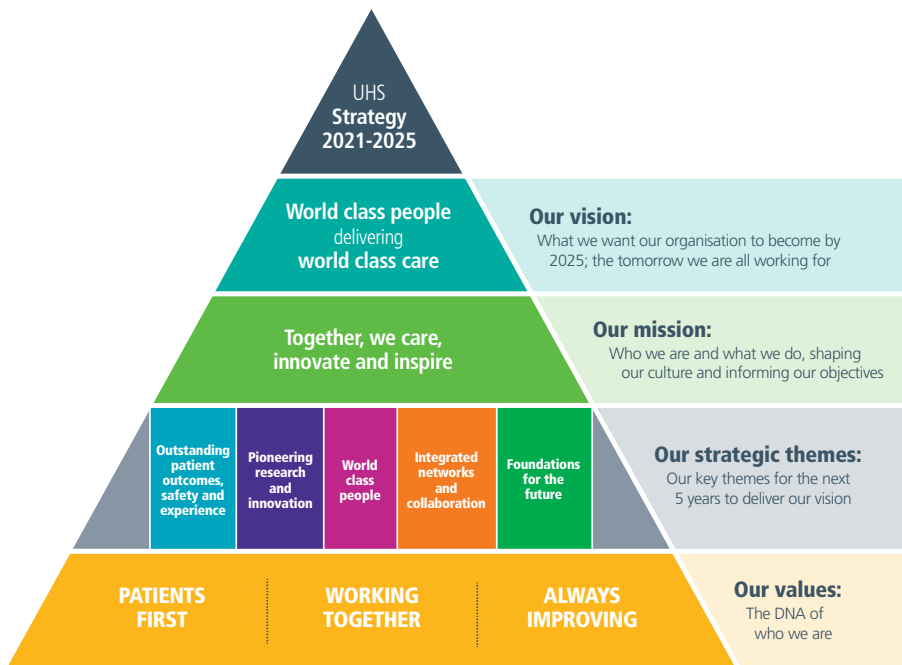 UHS
Strategy
2021-2025
World class people
delivering
world class care
Our vision:
What we want our organisation to become by
2025; the tomorrow we are all working for
Together, we care,
innovate and inspire
Our mission:
Who we are and what we do, shaping
our culture and informing our objectives
Outstanding
patient
outcomes,
safety and
experience
Pioneering
research
and
innovation
World
class
people
Integrated
networks
and
collaboration
Foundations
for the
future
Our strategic themes:
Our key themes for the next
5 years to deliver our vision
PATIENTS
FIRST
WORKING
TOGETHER
ALWAYS
IMPROVING
Our values:
The DNA of
who we are